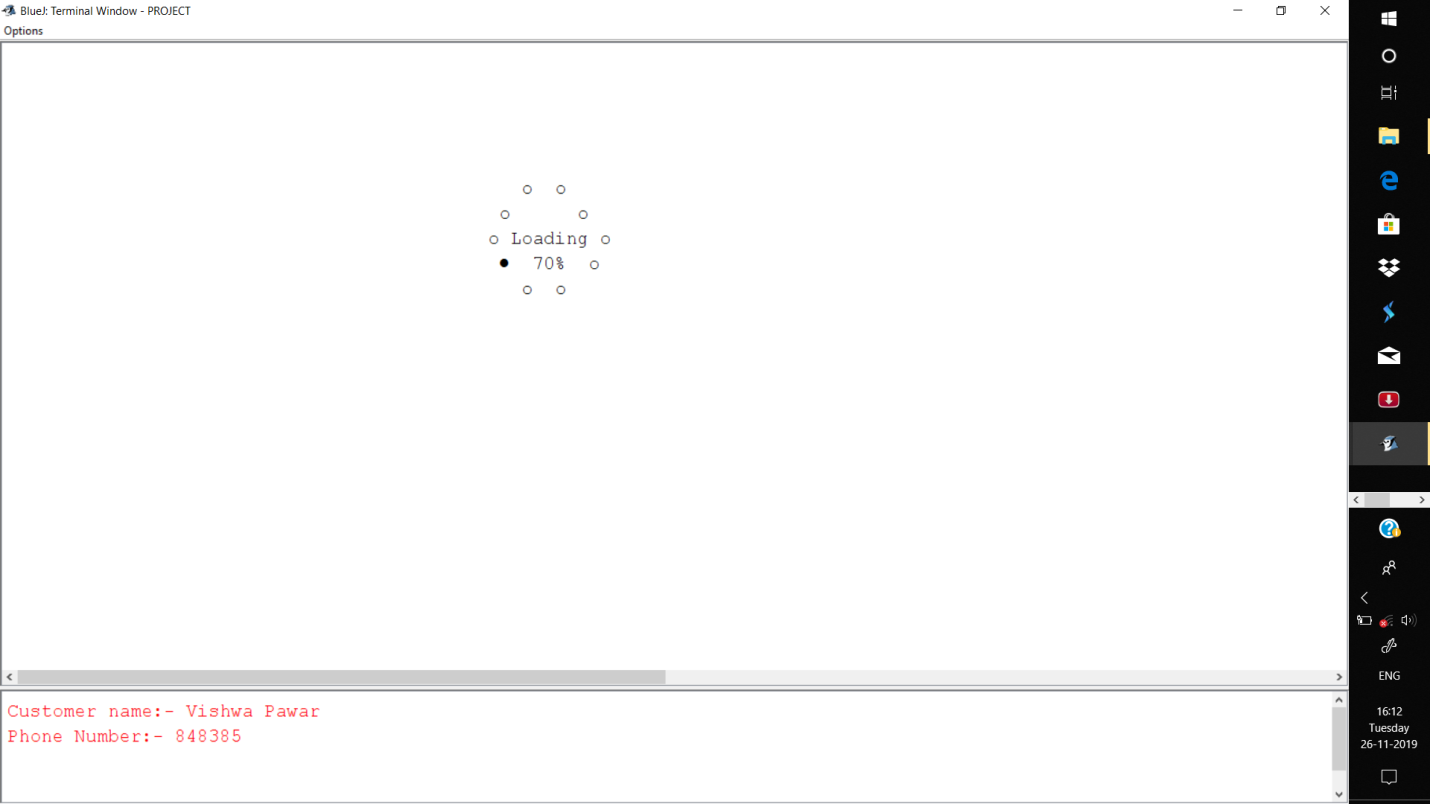 BlueJ: Terminal Window - PROJECT
Options
Loading
70%
Customer name:- Vishwa Pawar
Phone Number:- 848385
ENG
16:12
Tuesday
26-11-2019